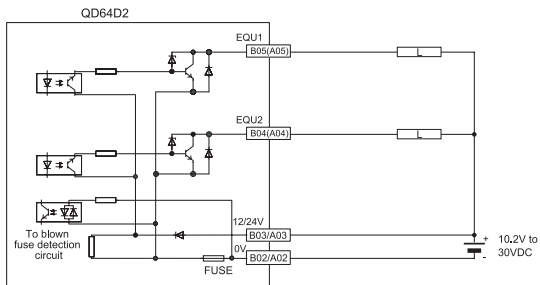 QD64D2
EQU1
B05(A05)
L
EQU2
B04(A04)
L
To blown
fuse detection
circuit
12/24V
B03/A03
0V
B02/A02
FUSE
+
10.2V to
30VDC
-